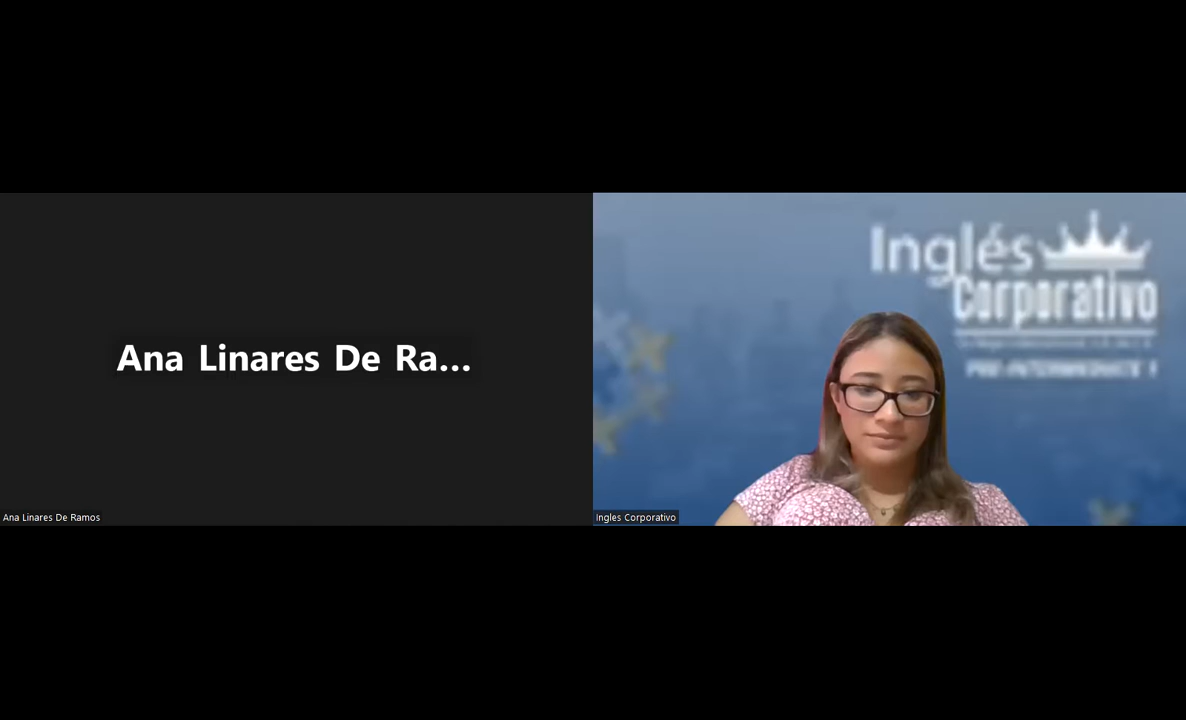 Ana Linares De Ra...
Ana Linares De Ramos
Inglés
Corporativo
PRE-INTERMEDIATE 1
Ingles Corporativo